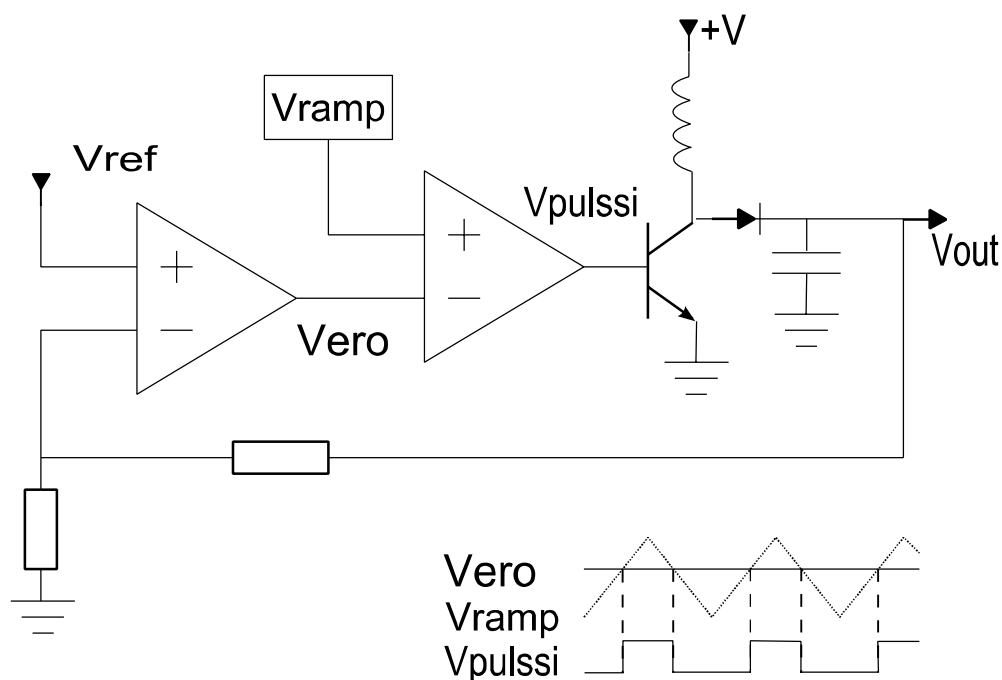 +V
Vramp
Vref
Vpulssi
Vout
+
−
+
−
Vero
Vero
Vramp
Vpulssi